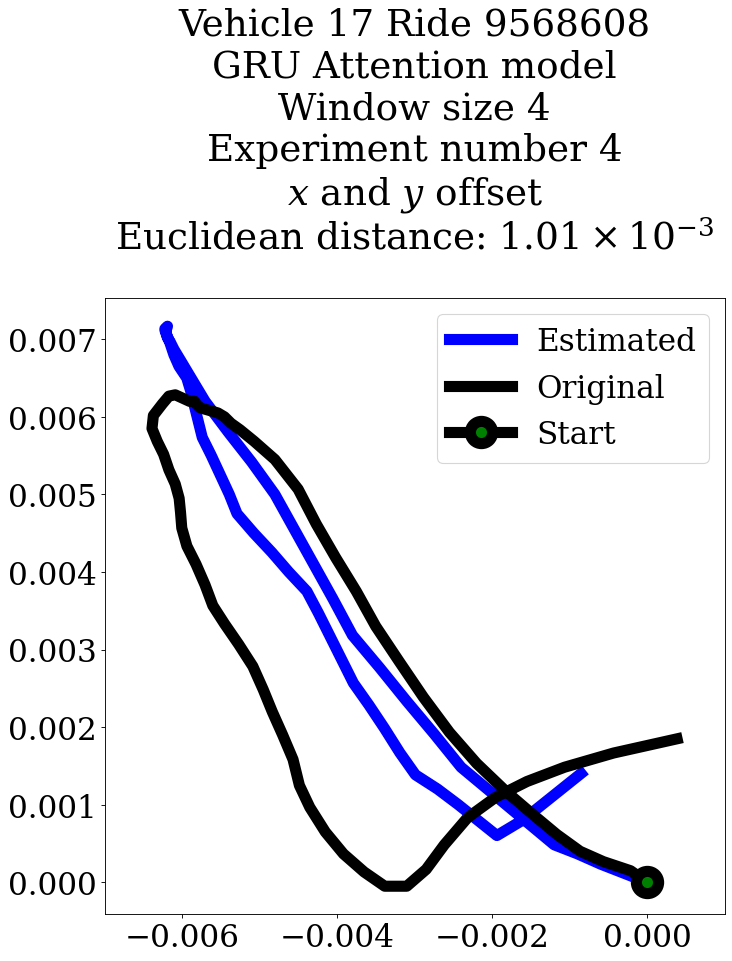 Vehicle 17 Ride 9568608
GRU Attention model
Window size 4
Experiment number 4
x and y offset
Euclidean distance: 1.01 × 10⁻³
Estimated
Original
Start
0.007
0.006
0.005
0.004
0.003
0.002
0.001
0.000
−0.006 −0.004 −0.002 0.000